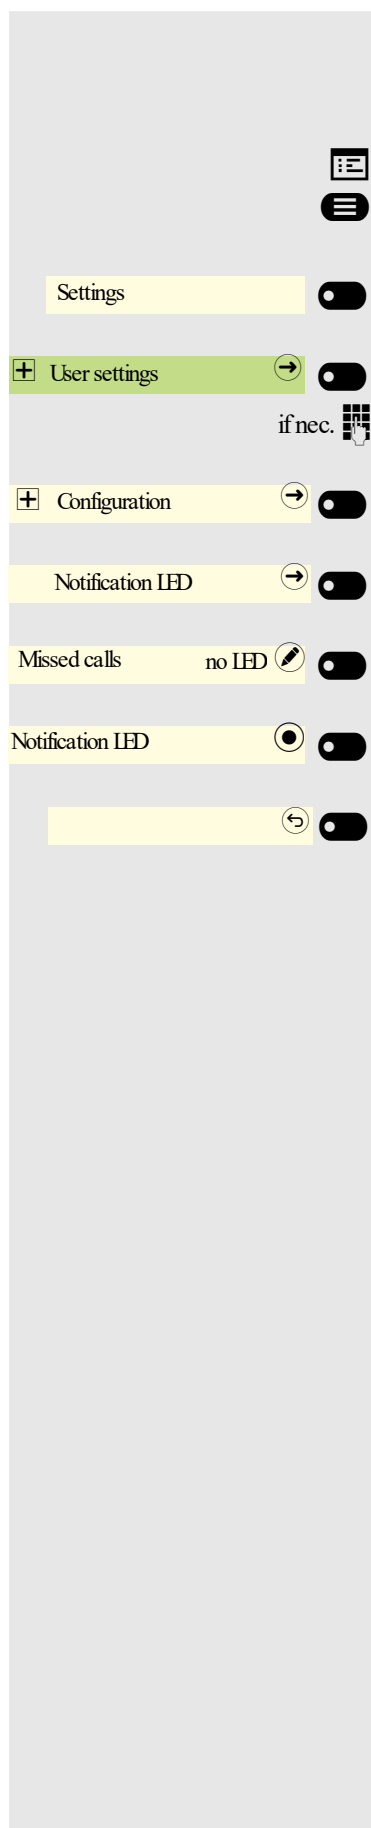 Settings
User settings
if nec.
Configuration
Notification LED
Missed calls no LED
Notification LED